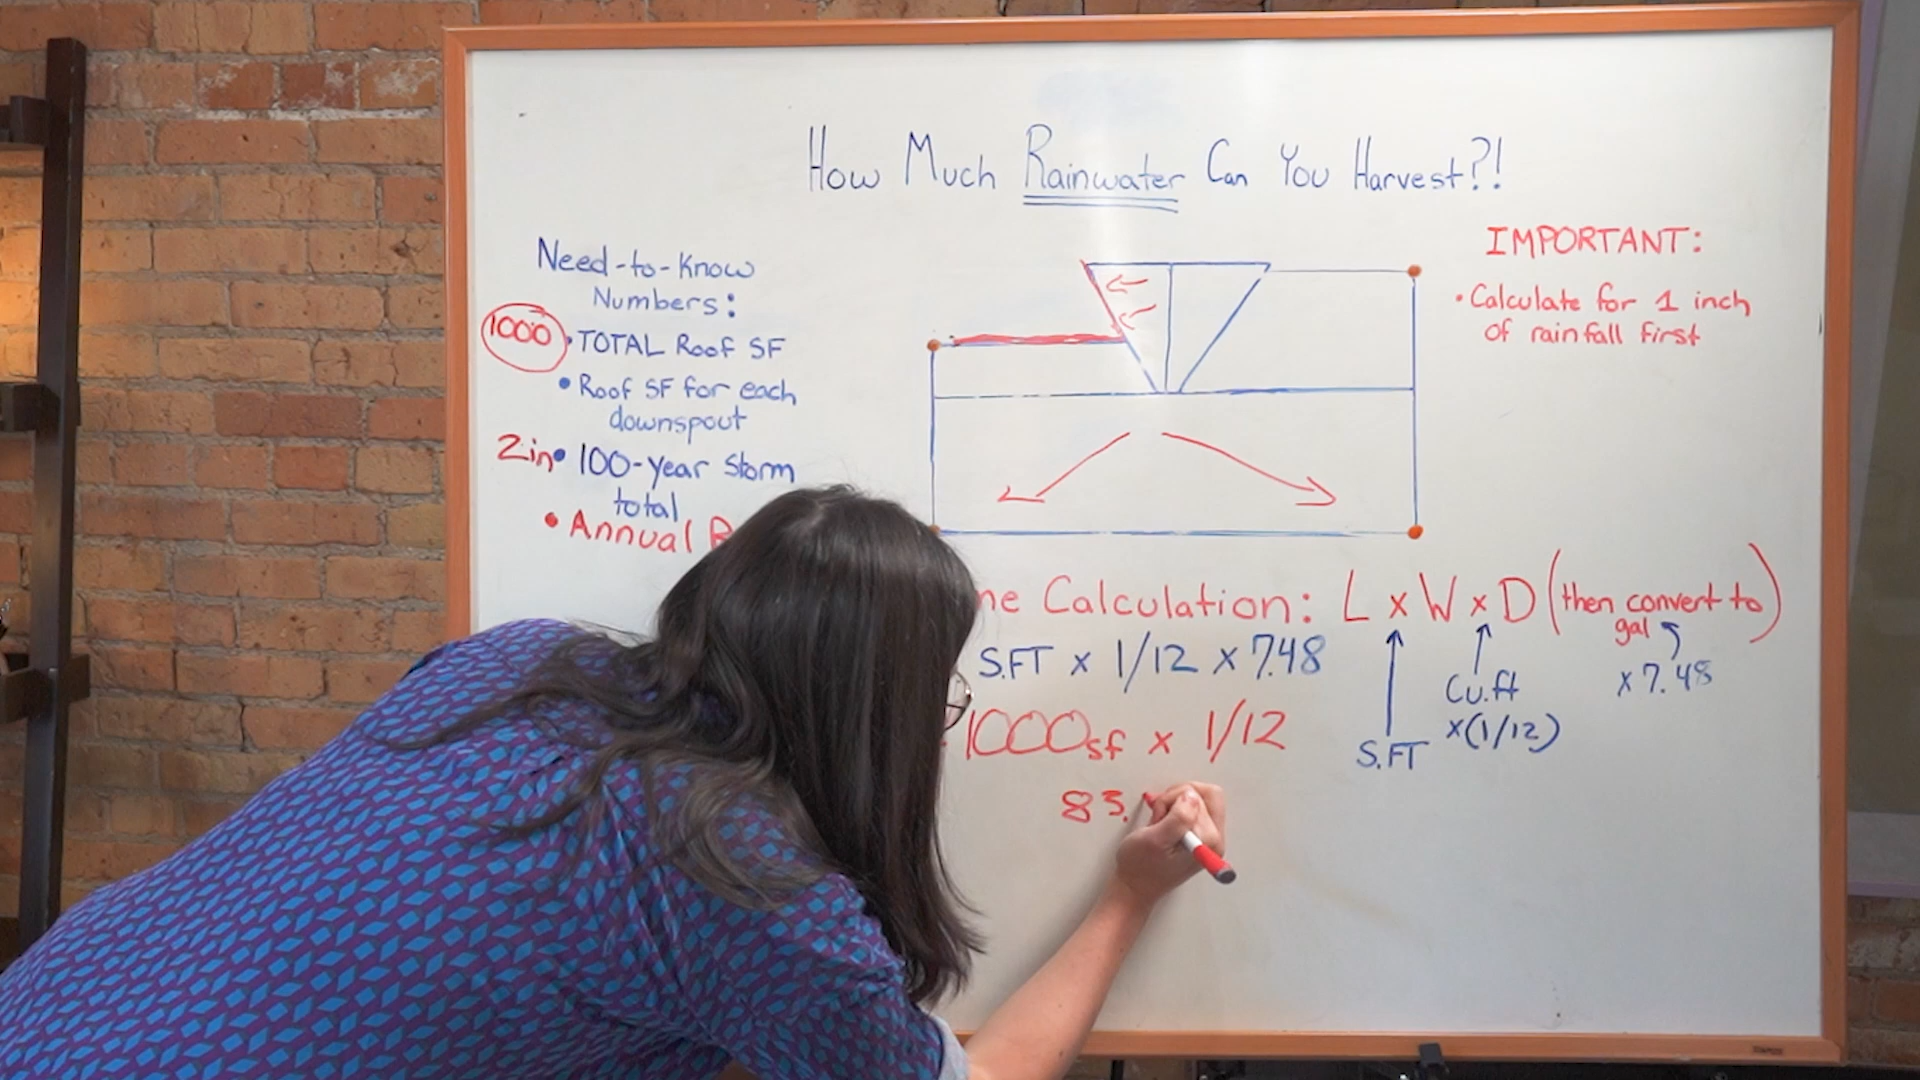 How Much Rainwater Can You Harvest?!
Need-to-Know
Numbers:
1000 • TOTAL Roof SF
• Roof SF for each
downspout
2in • 100-year storm
total
• Annual
IMPORTANT:
• Calculate for 1 inch
of rainfall first
Calculation: L x W x D (then convert to
gal)
S.FT x 1/12 x 7.48
1000sf x 1/12
83.
S.FT
Cu.ft
x(1/12)
x 7.48